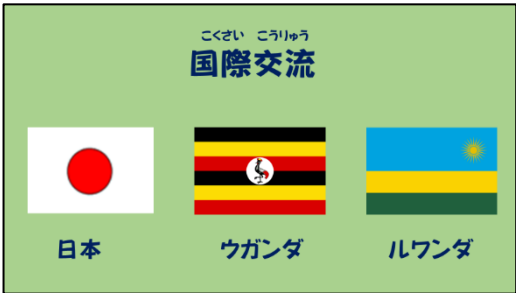 こくさい こうりゅう
国際交流
日本 ウガンダ ルワンダ